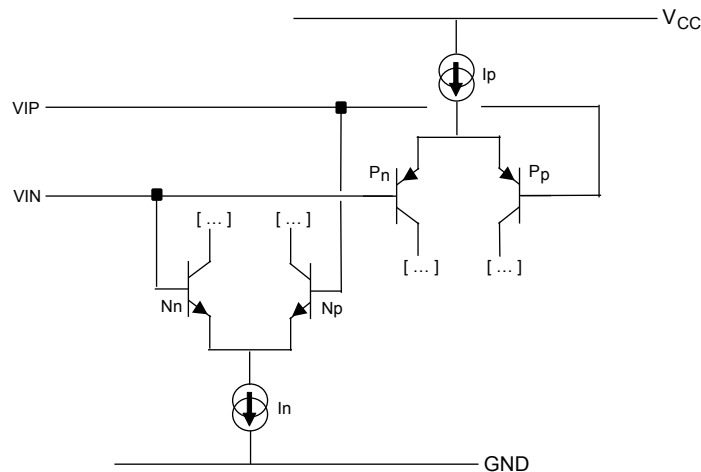 VCC
Ip
VIP
Pn
Pp
VIN
[ ... ]
[ ... ]
[ ... ]
[ ... ]
Nn
Np
In
GND